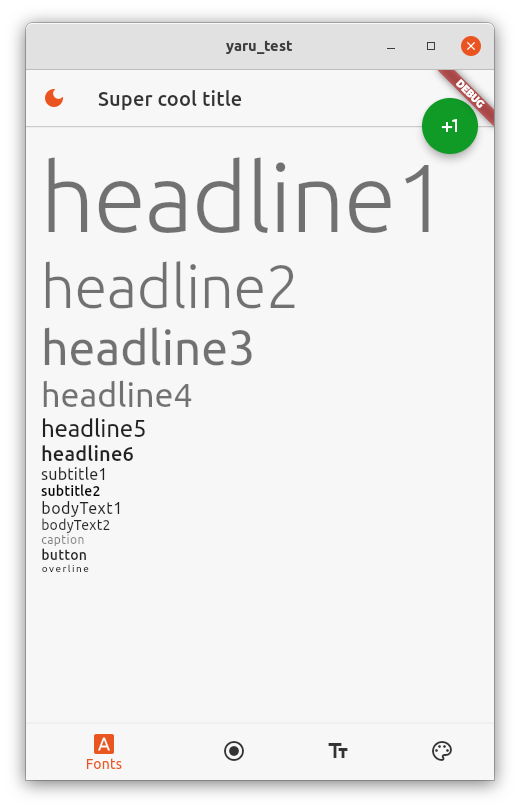 yaru_test
Super cool title
DEBUG
+1
headline1
headline2
headline3
headline4
headline5
headline6
subtitle1
subtitle2
bodyText1
bodyText2
caption
button
overline
Fonts